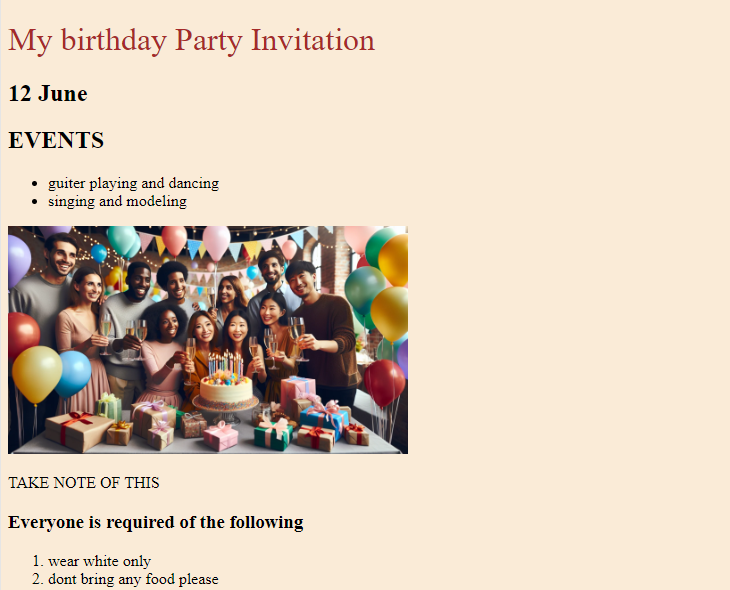 My birthday Party Invitation
12 June
EVENTS
guiter playing and dancing
singing and modeling
TAKE NOTE OF THIS
Everyone is required of the following
1. wear white only
2. dont bring any food please